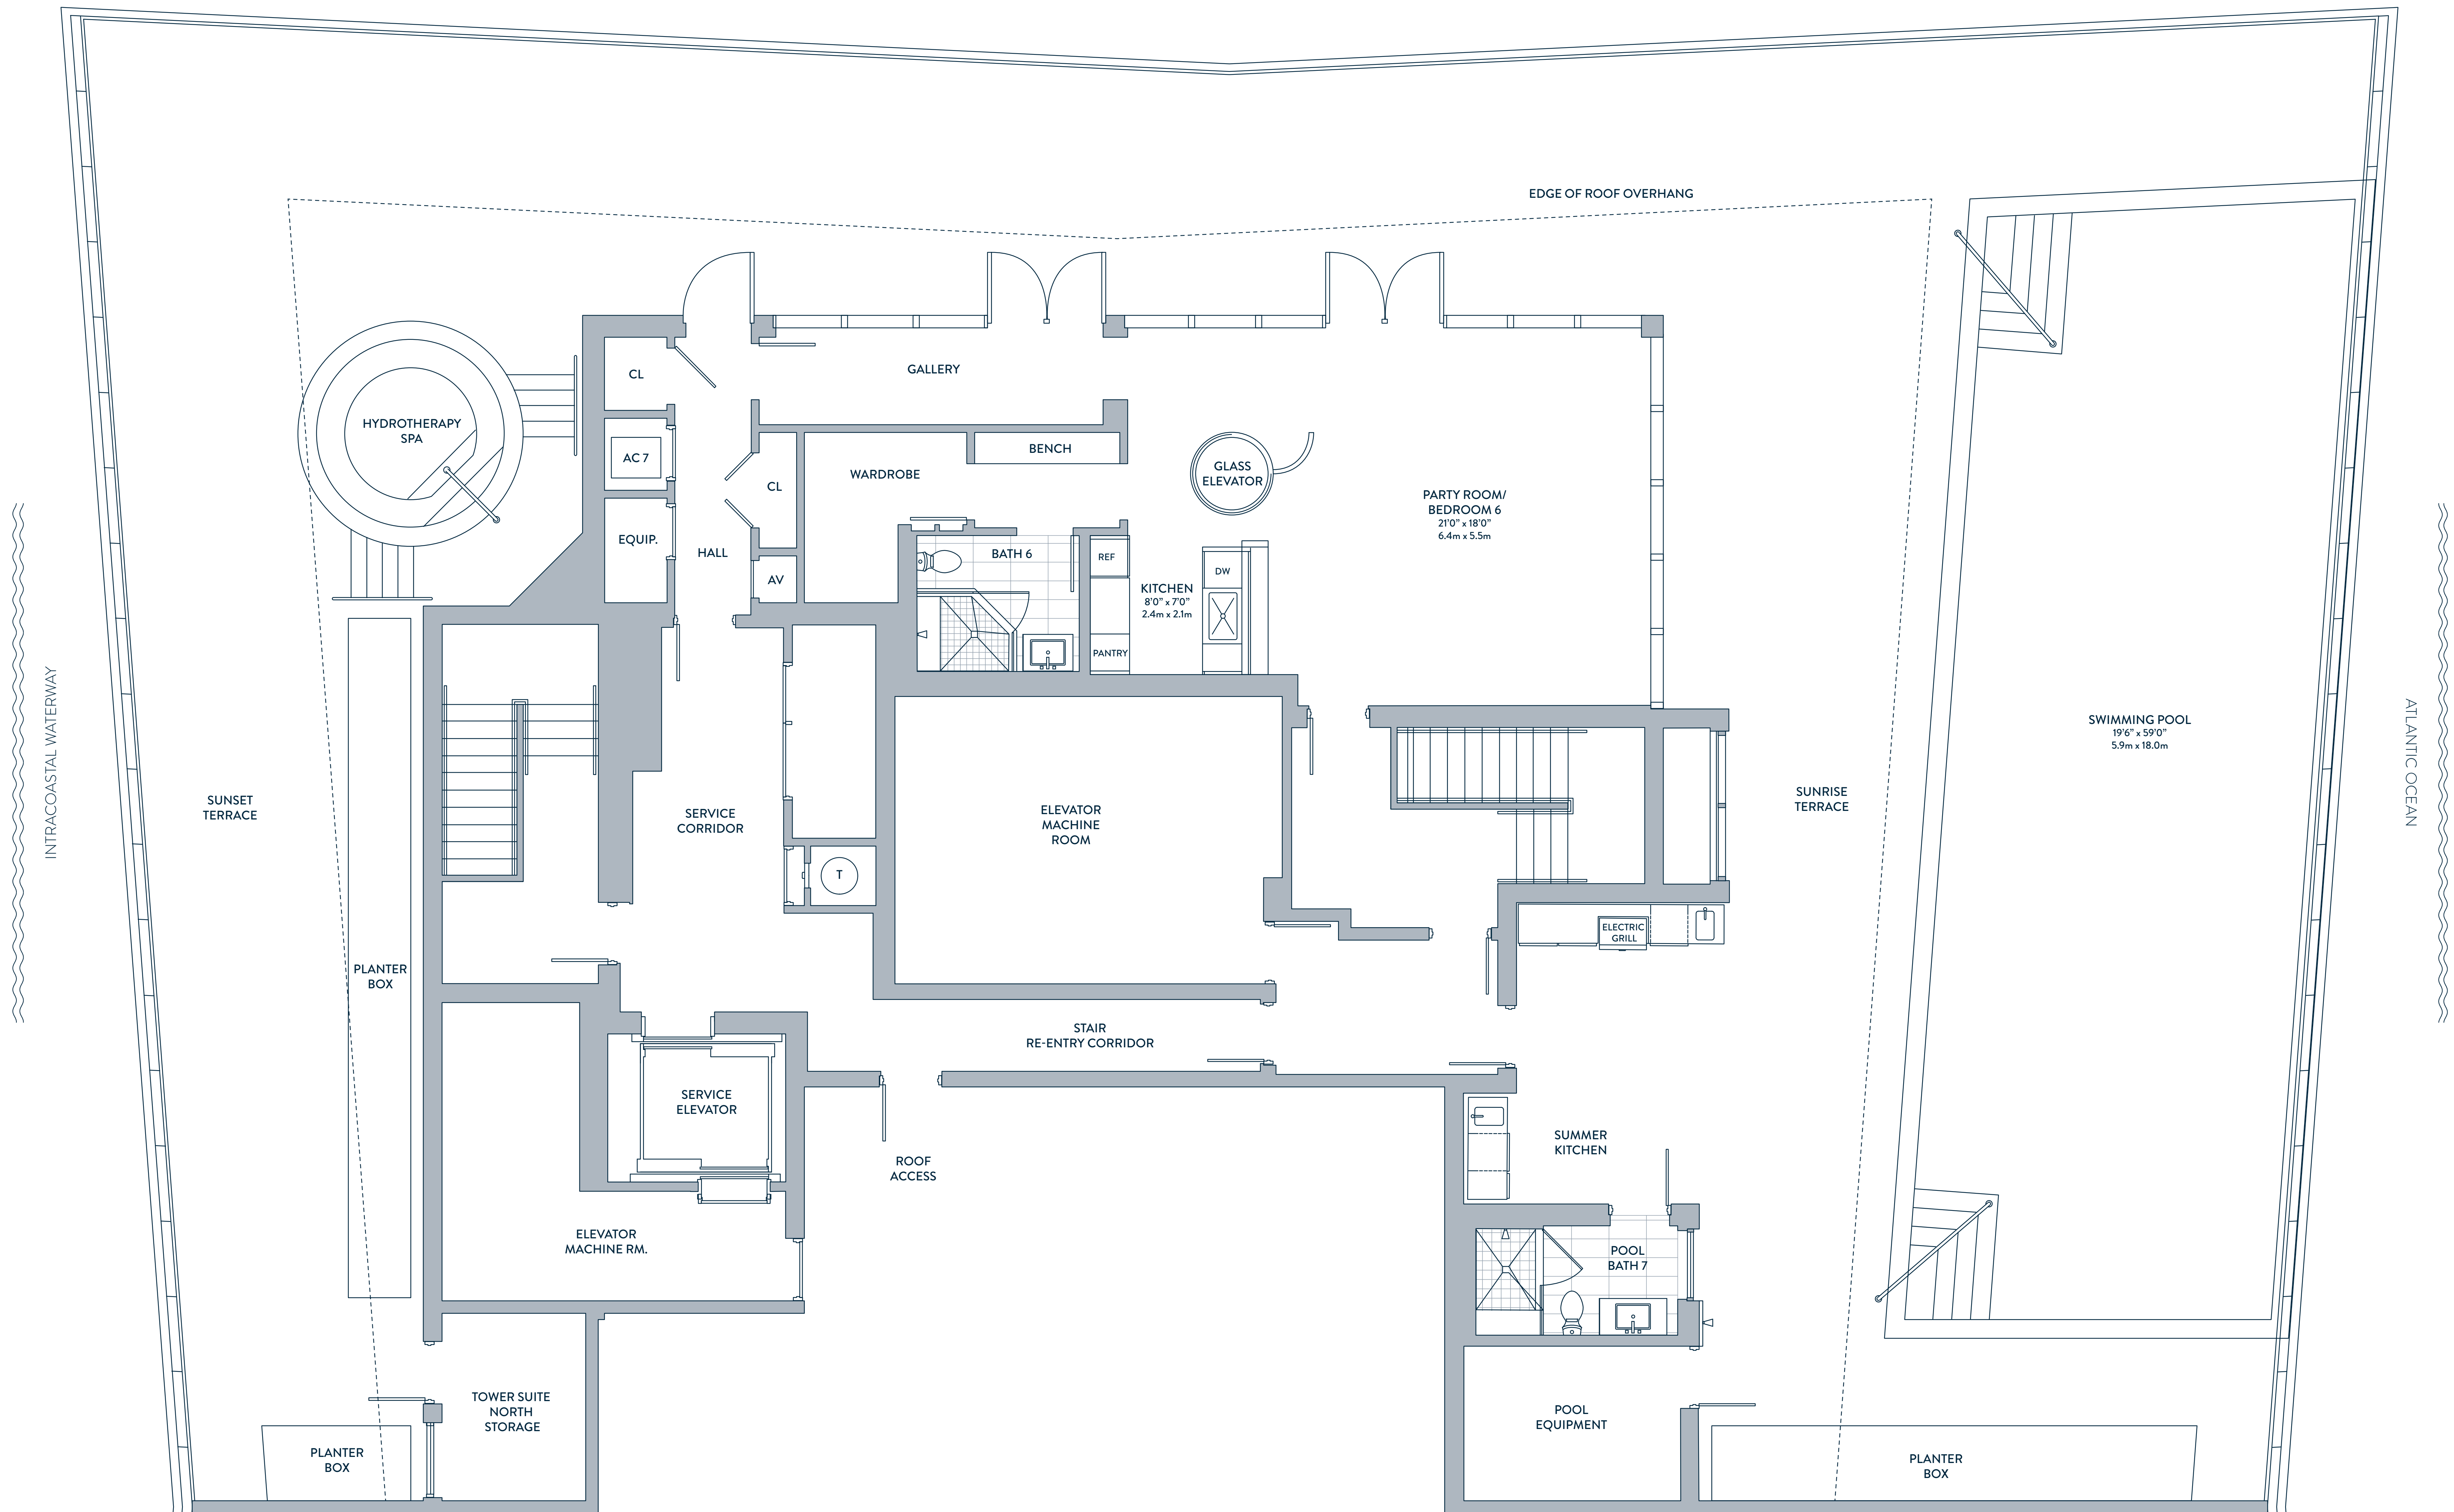 EDGE OF ROOF OVERHANG
GALLERY
CL
HYDROTHERAPY
SPA
AC 7
BENCH
WARDROBE
CL
GLASS
ELEVATOR
PARTY ROOM/
BEDROOM 6
21'0" x 18'0"
6.4m x 5.5m
EQUIP.
HALL
BATH 6
REF
AV
DW
KITCHEN
8'0" x 7'0"
2.4m x 2.1m
PANTRY
INTRACOASTAL WATERWAY
ATLANTIC OCEAN
SWIMMING POOL
19'6" x 59'0"
5.9m x 18.0m
SUNSET
TERRACE
SERVICE
CORRIDOR
ELEVATOR
MACHINE
ROOM
SUNRISE
TERRACE
T
ELECTRIC
GRILL
PLANTER
BOX
STAIR
RE-ENTRY CORRIDOR
SERVICE
ELEVATOR
SUMMER
KITCHEN
ROOF
ACCESS
ELEVATOR
MACHINE RM.
POOL
BATH 7
TOWER SUITE
NORTH
STORAGE
POOL
EQUIPMENT
PLANTER
BOX
PLANTER
BOX